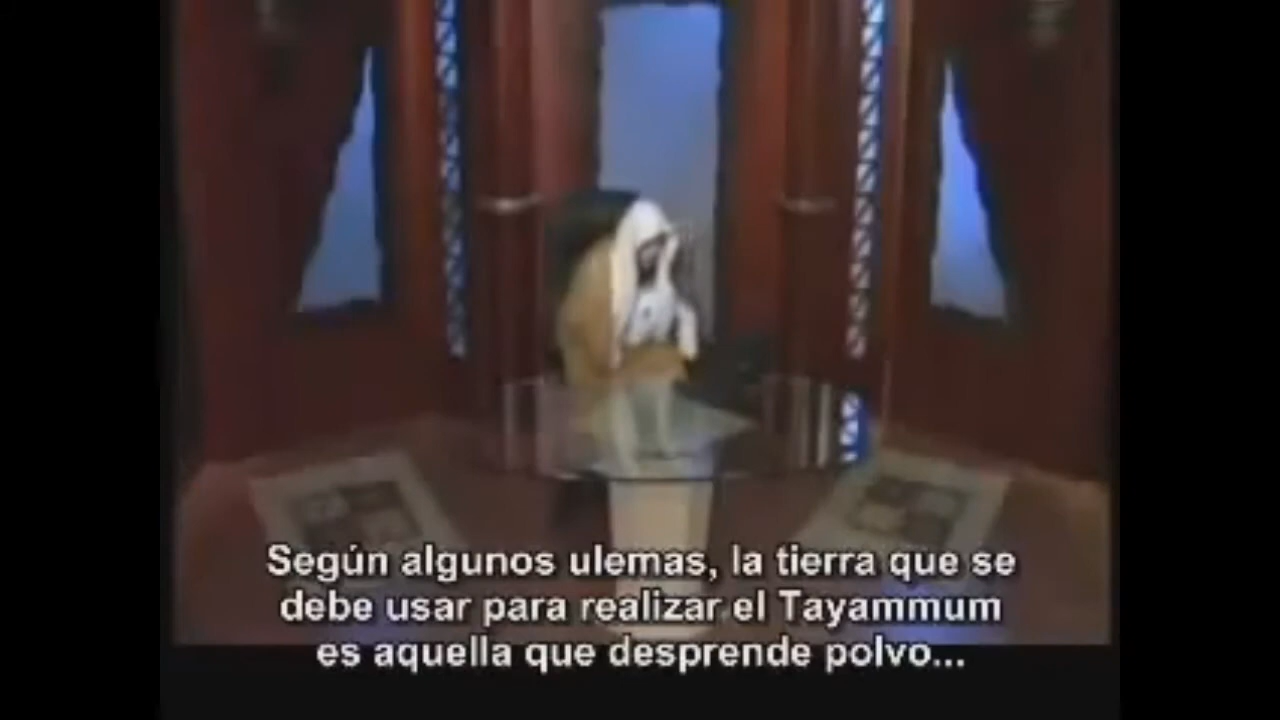 Según algunos ulemas, la tierra que se
debe usar para realizar el Tayammum
es aquella que desprende polvo...